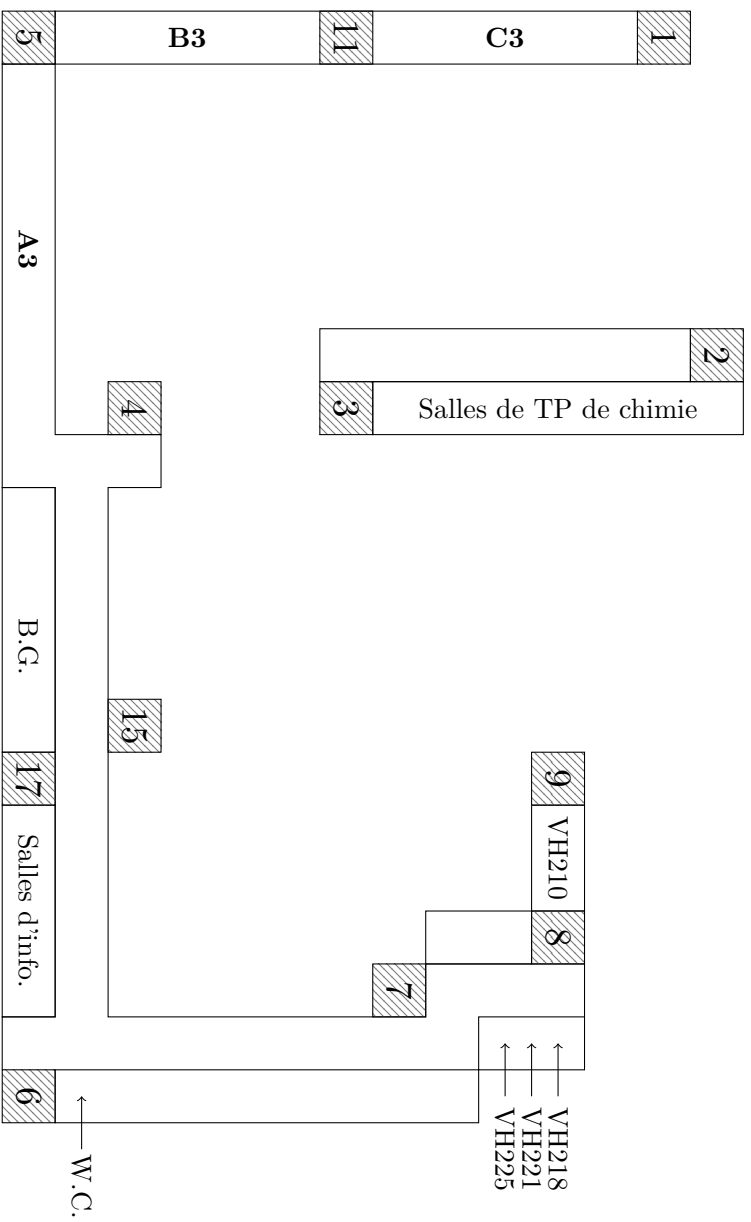 5
B3
11
C3
1
A3
2
4
3
Salles de TP de chimie
B.G.
15
17
9
Salles d'info.
VH210
8
7
6
VH218
VH221
VH225
W.C.